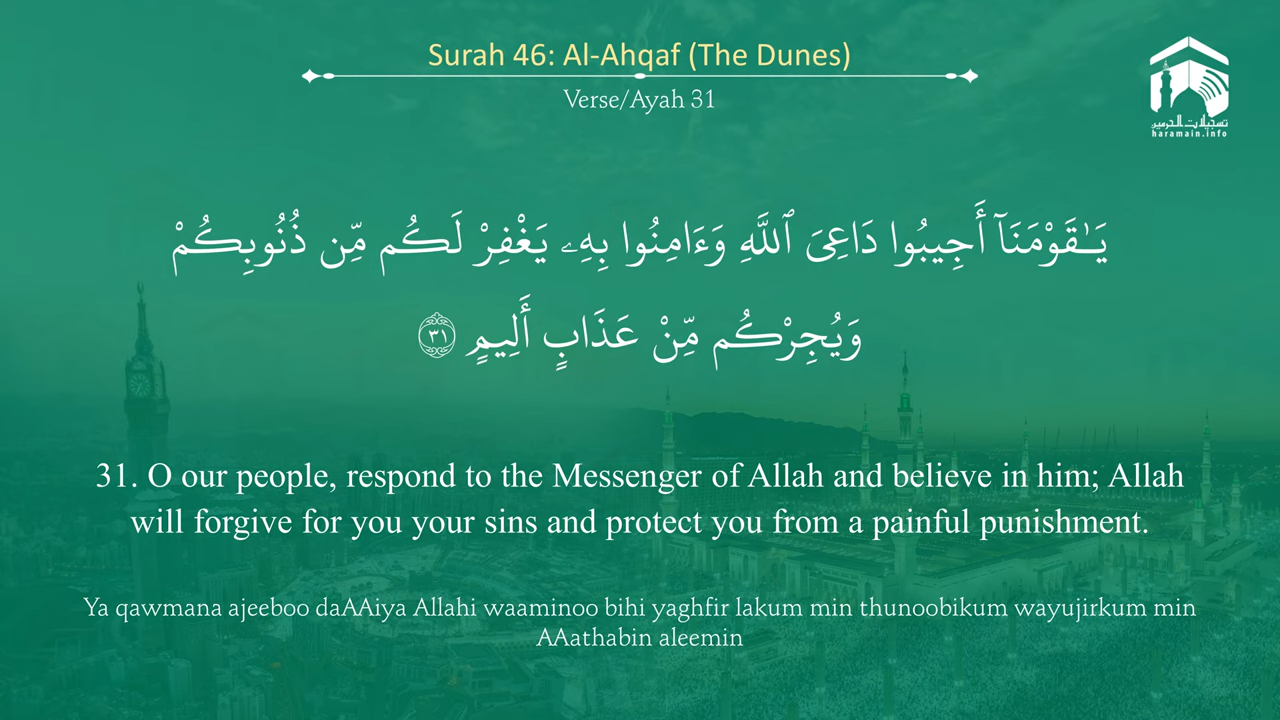 Surah 46: Al-Ahqaf (The Dunes)
Verse/Ayah 31
تسجيلات الحرمين
haramain.info
يَـٰقَوْمَنَآ أَجِيبُوا دَاعِىَ ٱللَّهِ وَءَامِنُوا بِهِۦ يَغْفِرْ لَكُم مِّن ذُنُوبِكُمْ
وَيُجِرْكُم مِّنْ عَذَابٍ أَلِيمٍ ٣١
31. O our people, respond to the Messenger of Allah and believe in him; Allah
will forgive for you your sins and protect you from a painful punishment.
Ya qawmana ajeeboo daAAiya Allahi waaminoo bihi yaghfir lakum min thunoobikum wayujirkum min
AAathabin aleemin